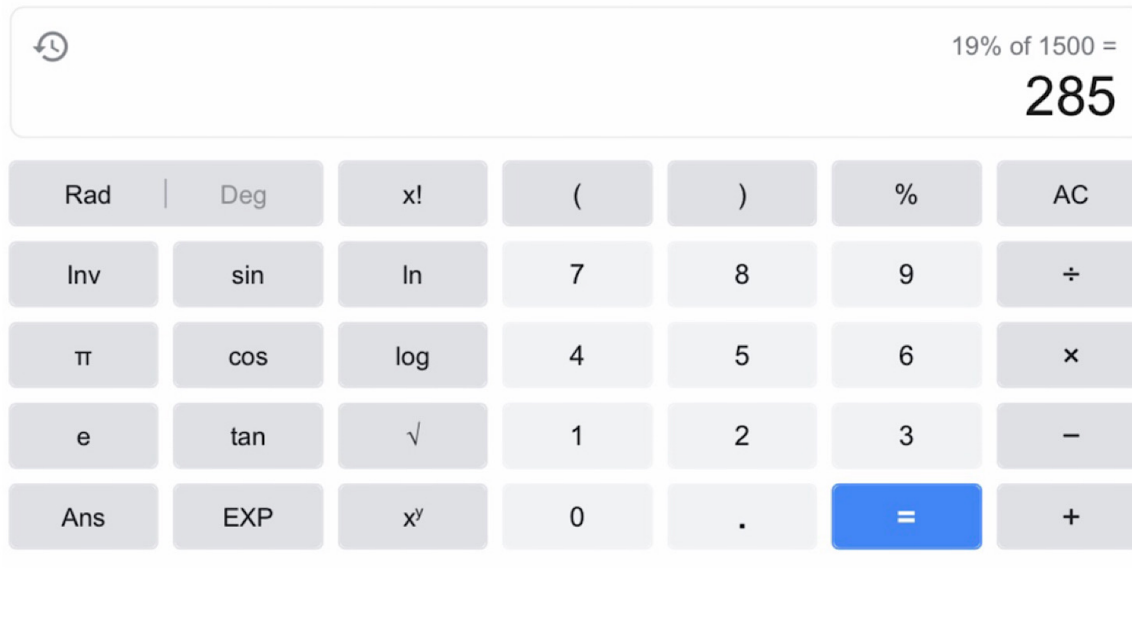 19% of 1500 =
285
Rad | Deg x! ( ) % AC
Inv sin ln 7 8 9 ÷
π cos log 4 5 6 ×
e tan √ 1 2 3 −
Ans EXP xʸ 0 . = +